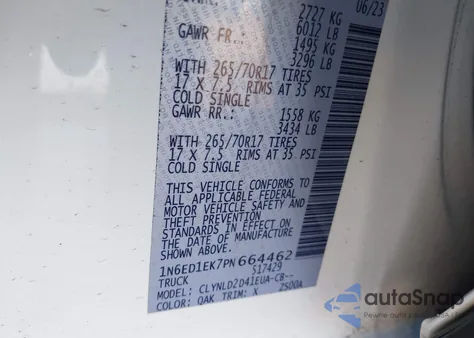 06/23
2727 KG
6012 LB
GAWR FR.: 1495 KG
3296 LB
WITH 265/70R17 TIRES
17 X 7.5 RIMS AT 35 PSI
COLD SINGLE
GAWR RR.: 1558 KG
3434 LB
WITH 265/70R17 TIRES
17 X 7.5 RIMS AT 35 PSI
COLD SINGLE
THIS VEHICLE CONFORMS TO
ALL APPLICABLE FEDERAL
MOTOR VEHICLE SAFETY AND
THEFT PREVENTION
STANDARDS IN EFFECT ON
THE DATE OF MANUFACTURE
SHOWN ABOVE.
1N6ED1EK7PN664462
TRUCK 517429
MODEL: CLYNLD2D41EUA-CB--
COLOR: QAK TRIM: X 2S00A
autoSnap